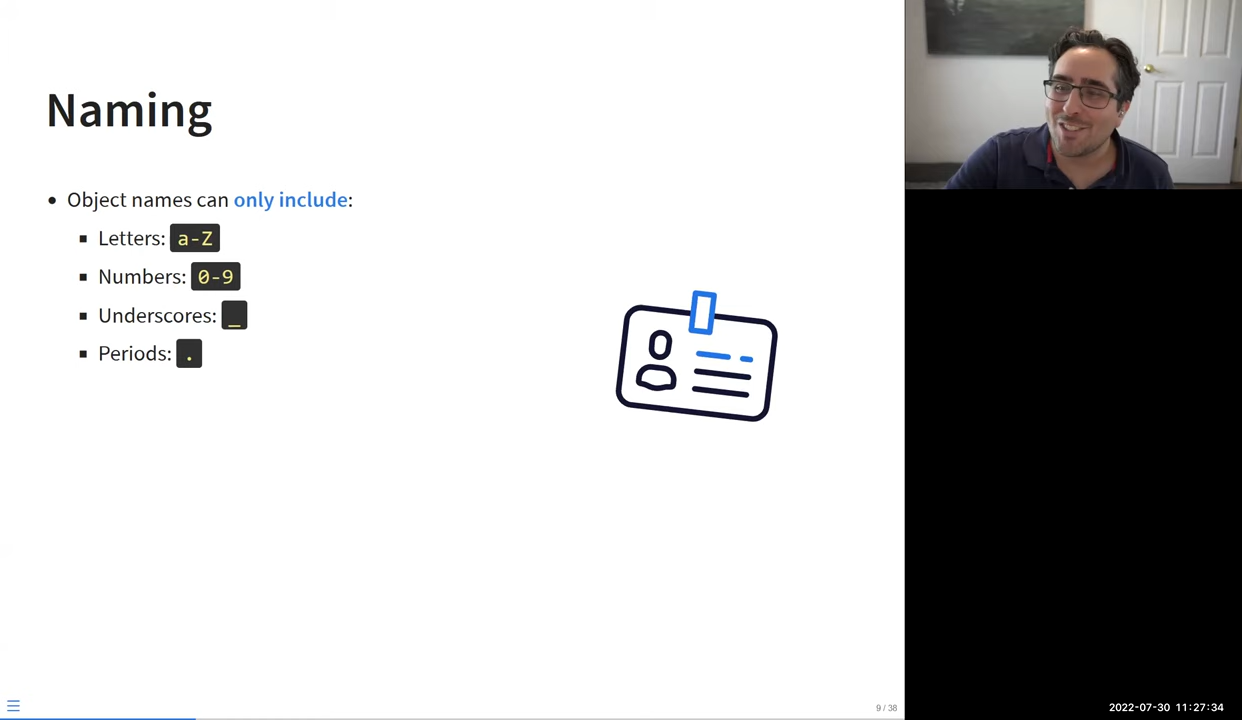 Naming
Object names can only include:
Letters: a-Z
Numbers: 0-9
Underscores: _
Periods: .
9 / 38
2022-07-30 11:27:34